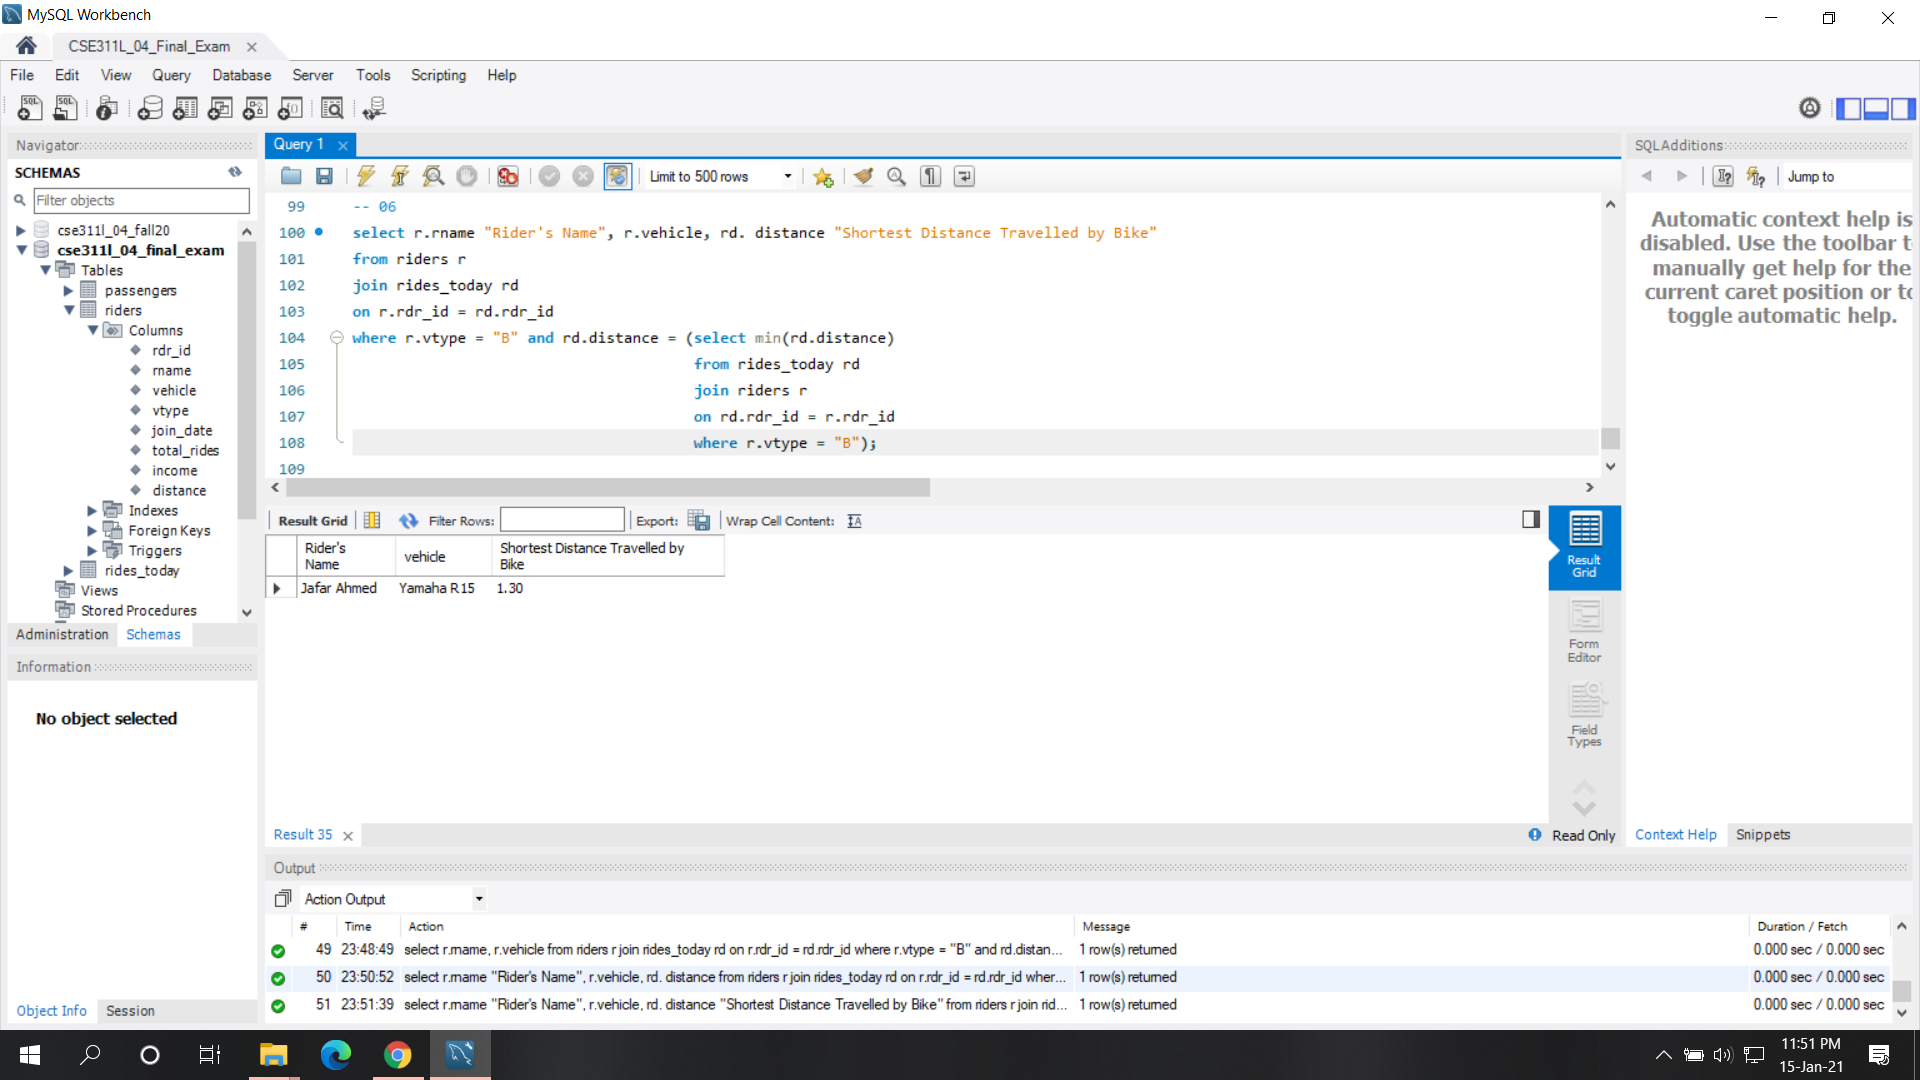 MySQL Workbench
CSE311L_04_Final_Exam
File Edit View Query Database Server Tools Scripting Help
Navigator
SCHEMAS
Filter objects
cse311l_04_fall20
cse311l_04_final_exam
Tables
passengers
riders
Columns
rdr_id
rname
vehicle
vtype
join_date
total_rides
income
distance
Indexes
Foreign Keys
Triggers
rides_today
Views
Stored Procedures
Administration Schemas
Information
No object selected
Object Info Session
Query 1
Limit to 500 rows
99 -- 06
100 select r.rname "Rider's Name", r.vehicle, rd. distance "Shortest Distance Travelled by Bike"
101 from riders r
102 join rides_today rd
103 on r.rdr_id = rd.rdr_id
104 where r.vtype = "B" and rd.distance = (select min(rd.distance)
105 from rides_today rd
106 join riders r
107 on rd.rdr_id = r.rdr_id
108 where r.vtype = "B");
109
Result Grid Filter Rows: Export: Wrap Cell Content:
Rider's Name vehicle Shortest Distance Travelled by Bike
Jafar Ahmed Yamaha R15 1.30
Result Grid
Form Editor
Field Types
Result 35 Read Only
Output
Action Output
# Time Action Message Duration / Fetch
49 23:48:49 select r.rname, r.vehicle from riders r join rides_today rd on r.rdr_id = rd.rdr_id where r.vtype = "B" and rd.distan... 1 row(s) returned 0.000 sec / 0.000 sec
50 23:50:52 select r.rname "Rider's Name", r.vehicle, rd. distance from riders r join rides_today rd on r.rdr_id = rd.rdr_id wher... 1 row(s) returned 0.000 sec / 0.000 sec
51 23:51:39 select r.rname "Rider's Name", r.vehicle, rd. distance "Shortest Distance Travelled by Bike" from riders r join rid... 1 row(s) returned 0.000 sec / 0.000 sec
SQLAdditions
Jump to
Automatic context help is
disabled. Use the toolbar t
manually get help for the
current caret position or to
toggle automatic help.
Context Help Snippets
11:51 PM
15-Jan-21